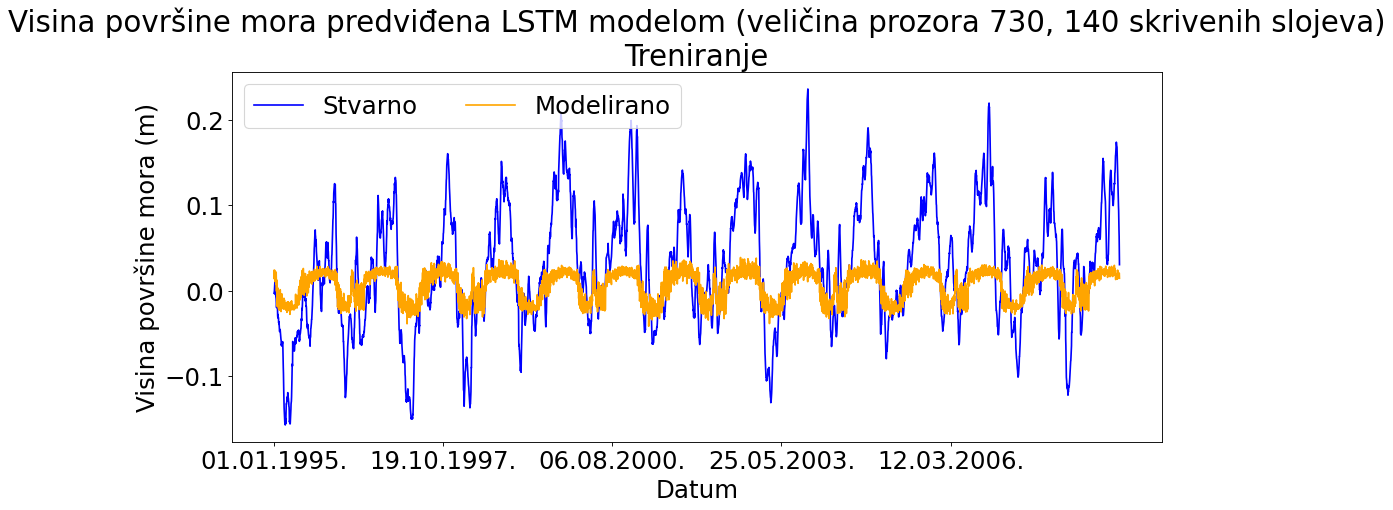 Visina površine mora predviđena LSTM modelom (veličina prozora 730, 140 skrivenih slojeva)
Treniranje
Stvarno
Modelirano
Visina površine mora (m)
0.2
0.1
0.0
−0.1
01.01.1995.
19.10.1997.
06.08.2000.
25.05.2003.
12.03.2006.
Datum